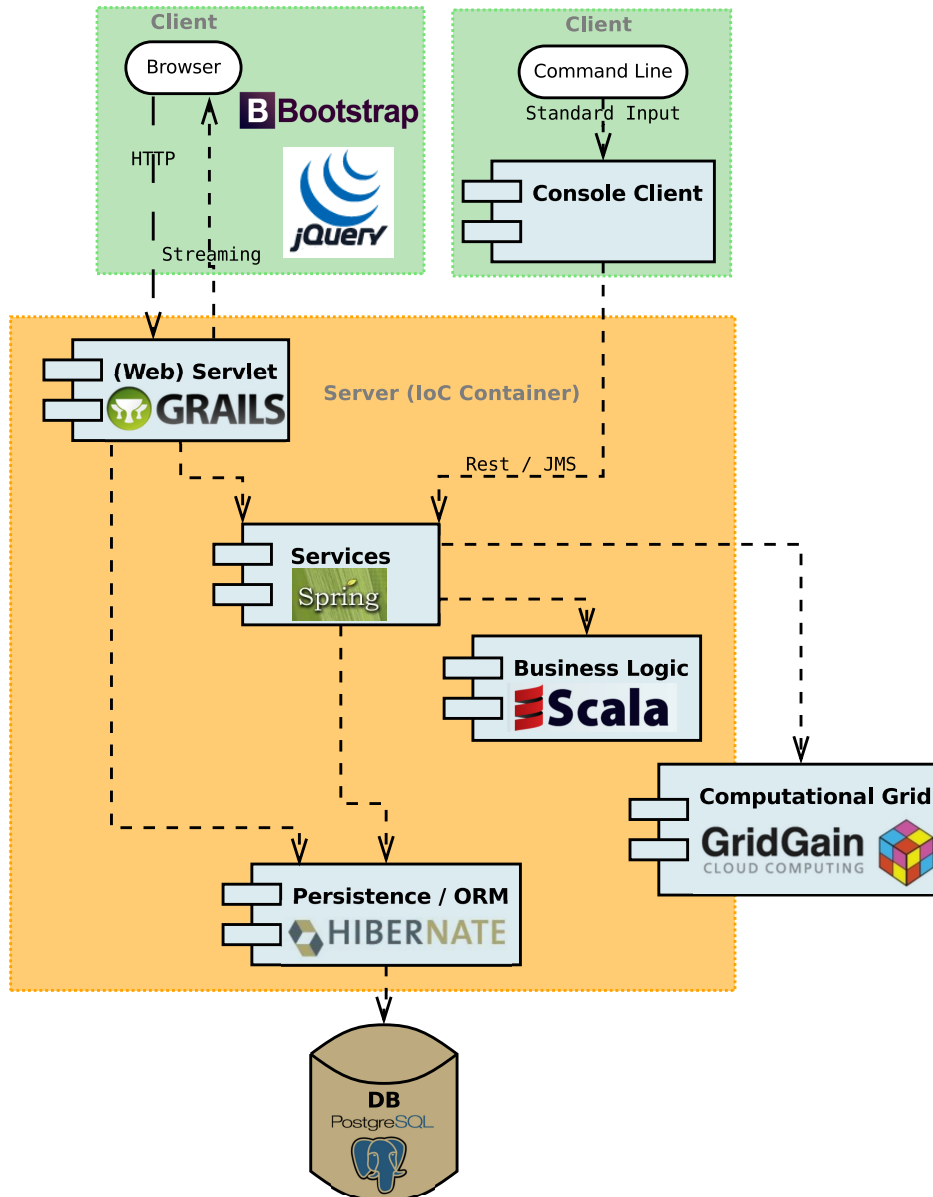 Client
Browser
B Bootstrap
HTTP
jQuery
Streaming
Client
Command Line
Standard Input
Console Client
Server (IoC Container)
(Web) Servlet
GRAILS
Rest / JMS
Services
Spring
Business Logic
Scala
Computational Grid
GridGain
CLOUD COMPUTING
Persistence / ORM
HIBERNATE
DB
PostgreSQL